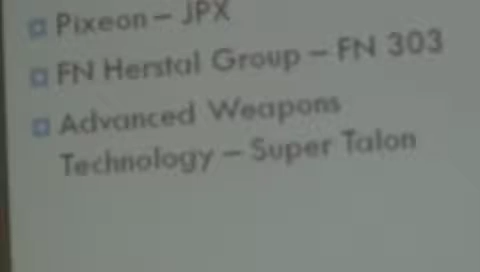 Pixeon – JPX
FN Herstal Group – FN 303
Advanced Weapons
Technology – Super Talon